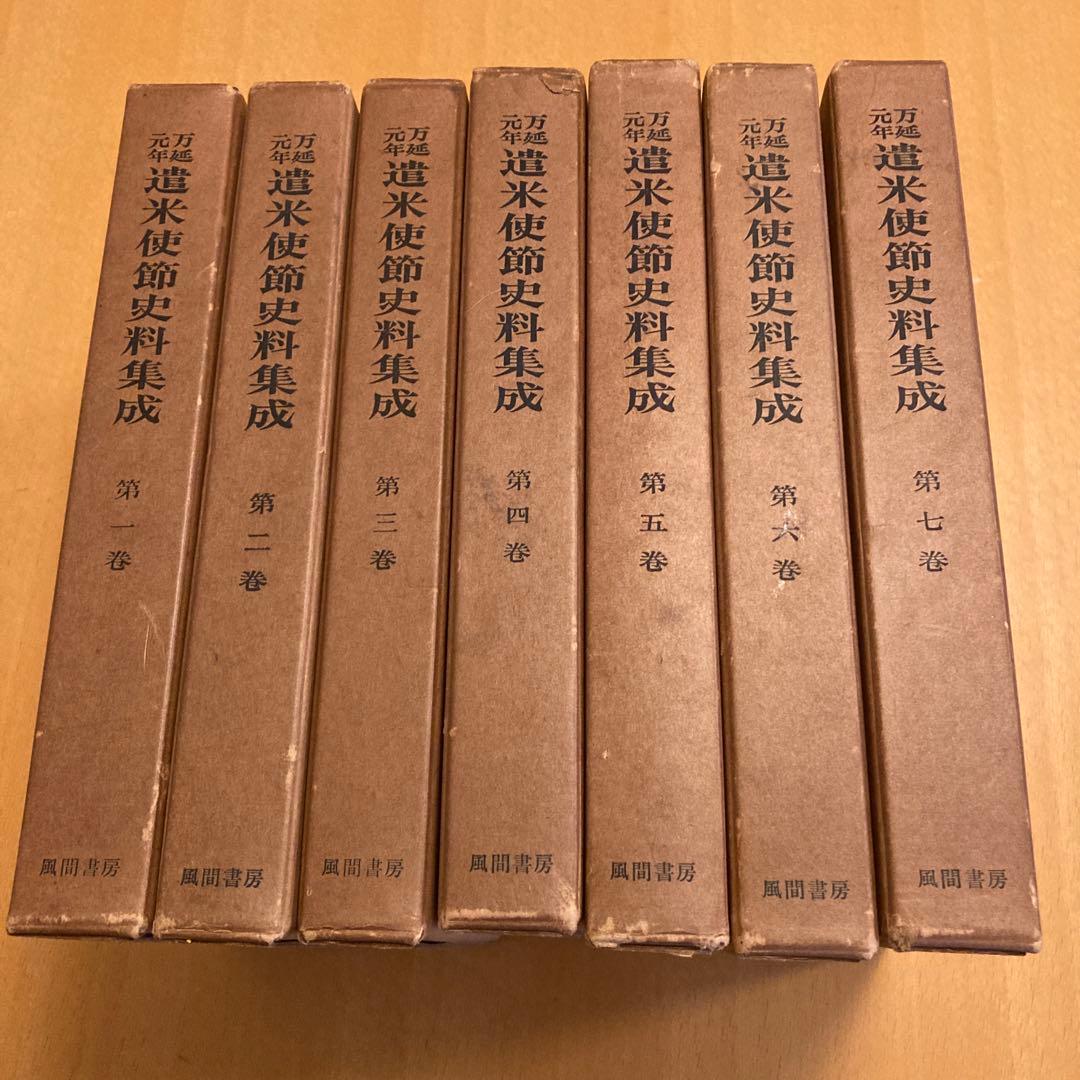 万延元年遣米使節史料集成
第一巻
風間書房
万延元年遣米使節史料集成
第二巻
風間書房
万延元年遣米使節史料集成
第三巻
風間書房
万延元年遣米使節史料集成
第四巻
風間書房
万延元年遣米使節史料集成
第五巻
風間書房
万延元年遣米使節史料集成
第六巻
風間書房
万延元年遣米使節史料集成
第七巻
風間書房